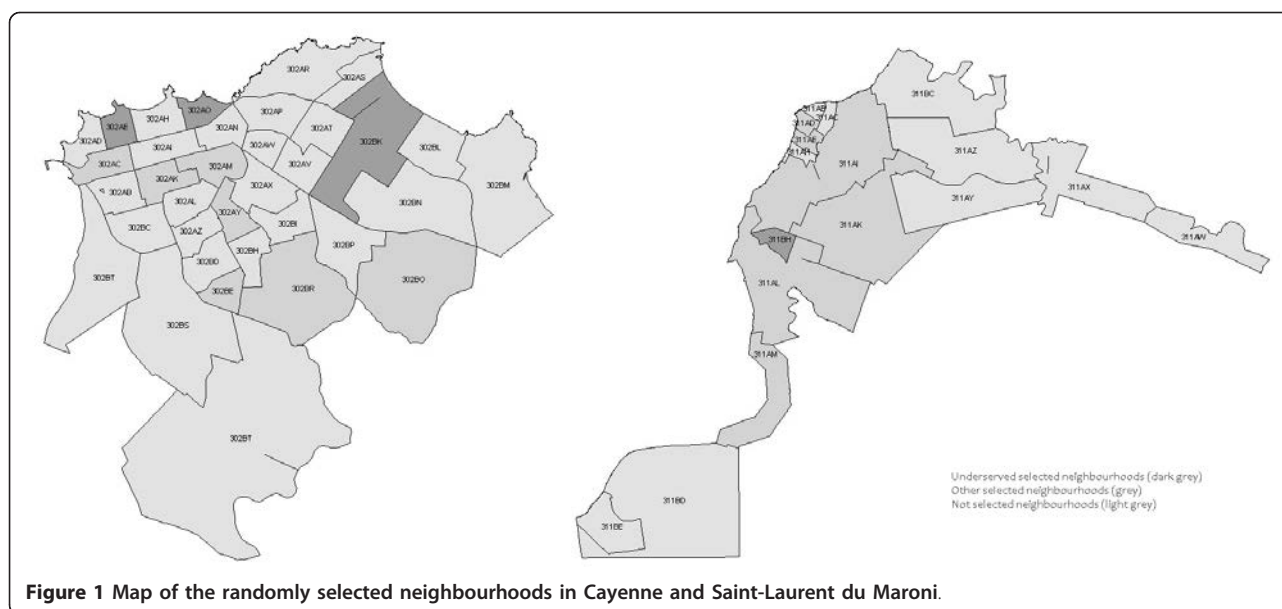 302AR
302AS
302AO
302AE
302AH
302AP
302AD
302AN
302AT
302AI
302AW
302BK
302BL
302AC
302AM
302AV
302BM
302AK
302AX
302AB
302AL
302AY
302BN
302BC
302AZ
302BI
302BH
302BP
302BD
302BT
302BE
302BR
302BO
302BS
302BT
311BC
311AB
311AC
311AD
311AE
311AH
311AI
311AZ
311AX
311AY
311AK
311AW
311BH
311AL
311AM
311BD
311BE
Underserved selected neighbourhoods (dark grey)
Other selected neighbourhoods (grey)
Not selected neighbourhoods (light grey)
Figure 1 Map of the randomly selected neighbourhoods in Cayenne and Saint-Laurent du Maroni.